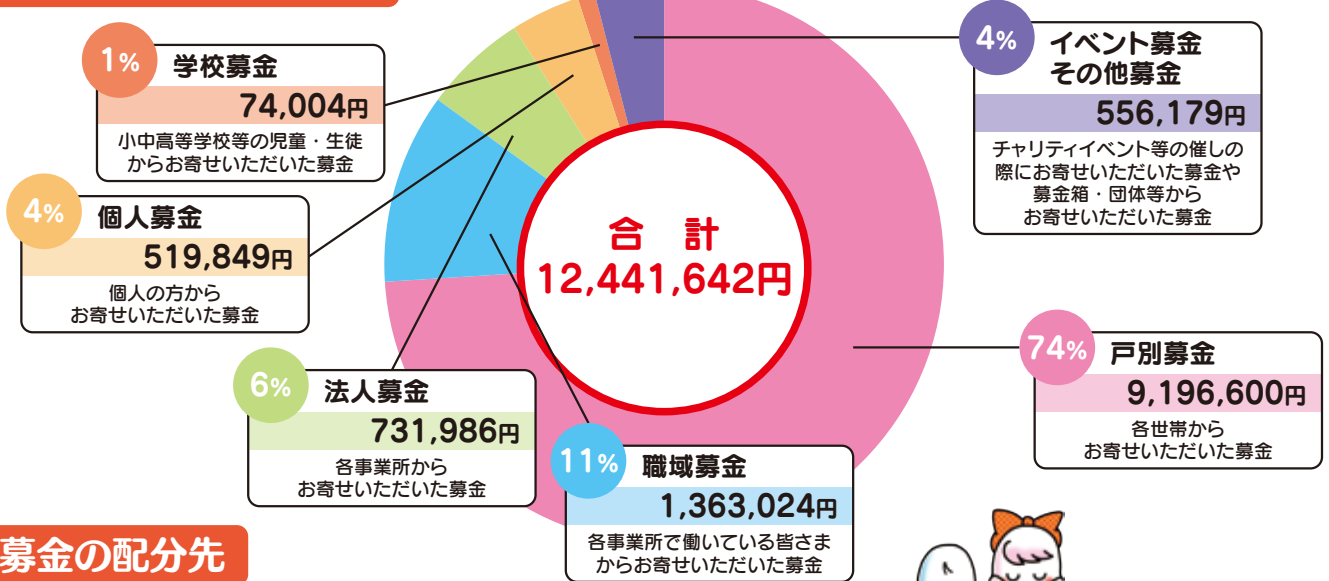 1%
学校募金
74,004円
小中高等学校等の児童・生徒
からお寄せいただいた募金
4%
個人募金
519,849円
個人の方から
お寄せいただいた募金
6%
法人募金
731,986円
各事業所から
お寄せいただいた募金
11%
職域募金
1,363,024円
各事業所で働いている皆さま
からお寄せいただいた募金
合 計
12,441,642円
4%
イベント募金
その他募金
556,179円
チャリティイベント等の催しの
際にお寄せいただいた募金や
募金箱・団体等から
お寄せいただいた募金
74%
戸別募金
9,196,600円
各世帯から
お寄せいただいた募金
募金の配分先